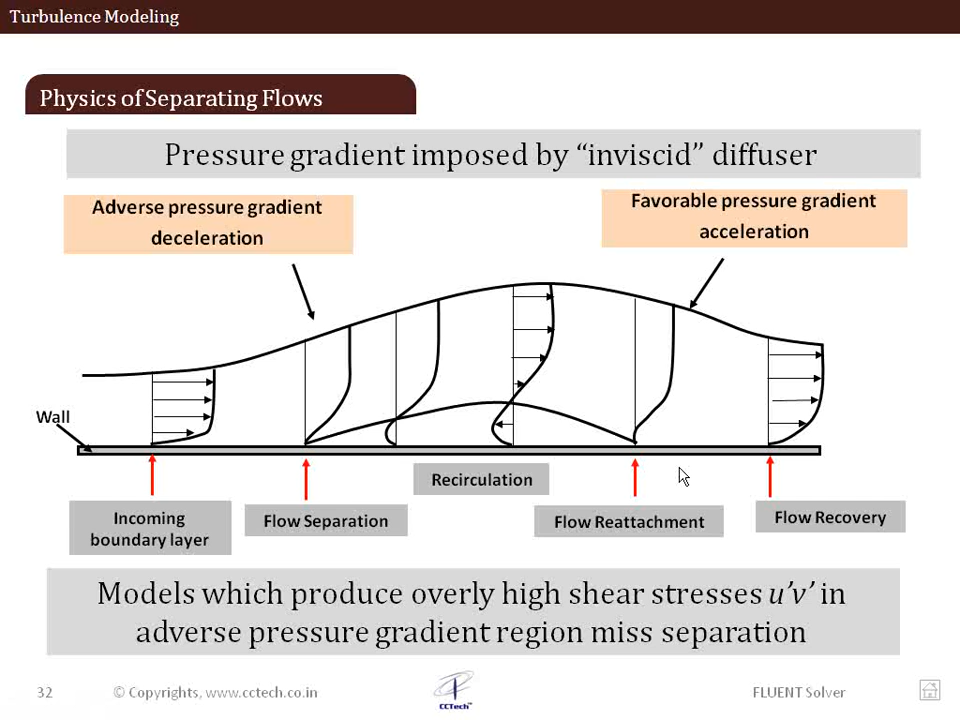 Turbulence Modeling
Physics of Separating Flows
Pressure gradient imposed by “inviscid” diffuser
Adverse pressure gradient
deceleration
Favorable pressure gradient
acceleration
Wall
Recirculation
Incoming
boundary layer
Flow Separation
Flow Reattachment
Flow Recovery
Models which produce overly high shear stresses u’v’ in
adverse pressure gradient region miss separation
32
© Copyrights, www.cctech.co.in
CCTech™
FLUENT Solver